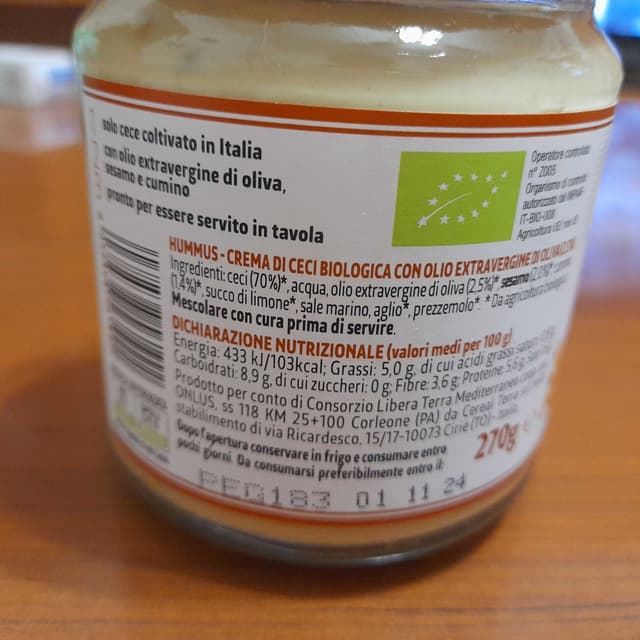 solo cece coltivato in Italia
con olio extravergine di oliva,
sesamo e cumino
pronto per essere servito in tavola
Operatore controllato
n° Z005
Organismo di controllo
autorizzato dal
IT-BIO-008
Agricoltura UE/
HUMMUS - CREMA DI CECI BIOLOGICA CON OLIO EXTRAVERGINE DI OLIVA
Ingredienti: ceci (70%)*, acqua, olio extravergine di oliva (2,5%)*, sesamo (2,0%)*,
(1,4%)*, succo di limone*, sale marino, aglio*, prezzemolo*. *Da agricoltura biologica
Mescolare con cura prima di servire.
DICHIARAZIONE NUTRIZIONALE (valori medi per 100 g)
Energia: 433 kJ/103kcal; Grassi: 5,0 g, di cui acidi grassi
Carboidrati: 8,9 g, di cui zuccheri: 0 g; Fibre: 3,6 g; Proteine:
Prodotto per conto di Consorzio Libera Terra Mediterraneo
ONLUS, ss 118 KM 25+100 Corleone (PA) da Cereal Terra
stabilimento di via Ricardesco, 15/17-10073 Ciriè (TO)- Italia.
Dopo l'apertura conservare in frigo e consumare entro
pochi giorni. Da consumarsi preferibilmente entro il:
270g
PEG183 01 11 24